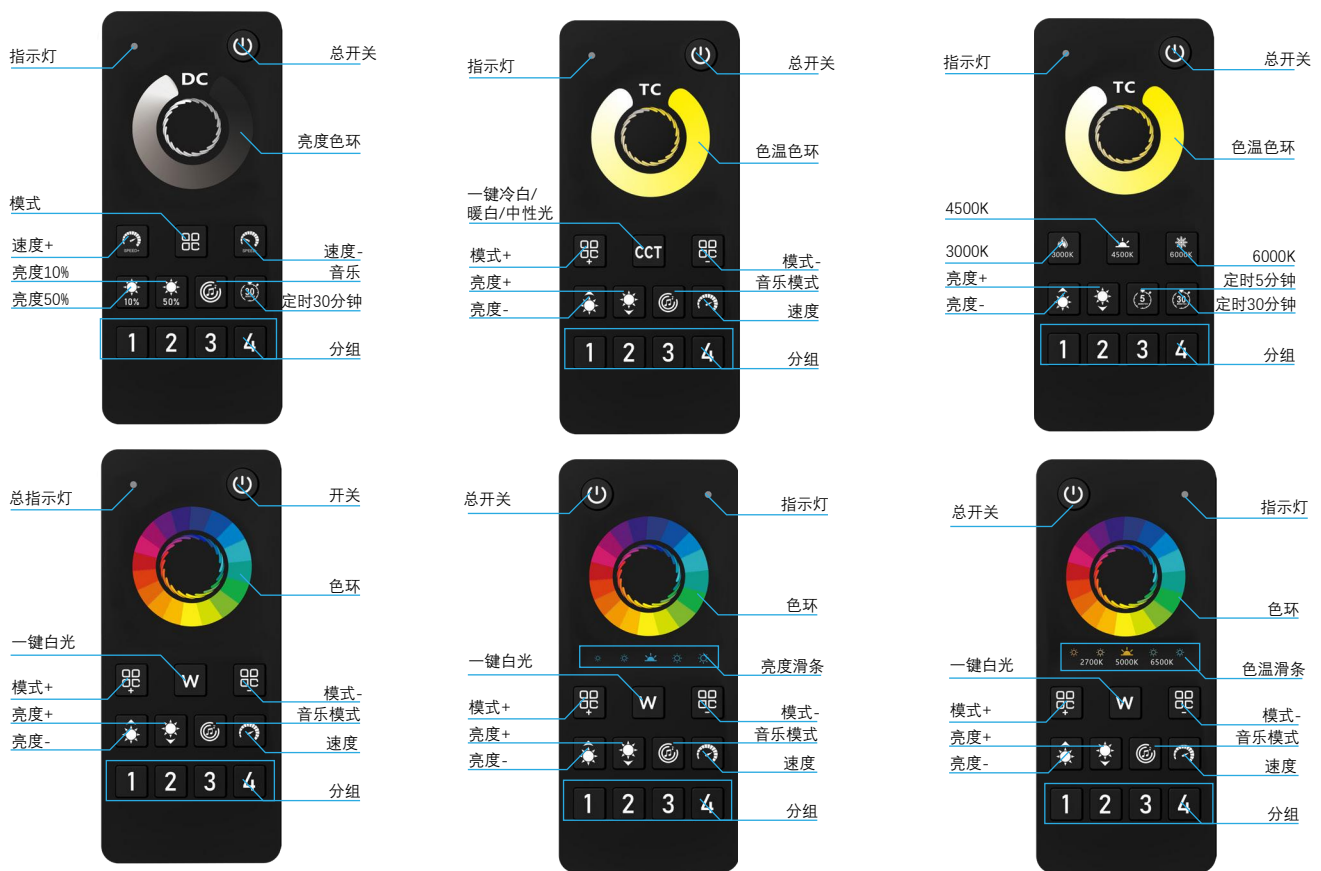 指示灯
总开关
DC
亮度色环
模式
速度+
SPEED+
速度-
亮度10%
音乐
10%
50%
30
亮度50%
定时30分钟
1 2 3 4
分组
指示灯
总开关
TC
色温色环
一键冷白/
暖白/中性光
模式+
CCT
模式-
亮度+
音乐模式
亮度-
速度
1 2 3 4
分组
指示灯
总开关
TC
色温色环
4500K
3000K
3000K
4500K
6000K
6000K
亮度+
定时5分钟
5
30
亮度-
定时30分钟
1 2 3 4
分组
总指示灯
开关
色环
一键白光
模式+
W
模式-
亮度+
音乐模式
亮度-
速度
1 2 3 4
分组
总开关
指示灯
色环
亮度滑条
一键白光
模式+
W
模式-
亮度+
音乐模式
亮度-
速度
1 2 3 4
分组
总开关
指示灯
色环
2700K 5000K 6500K
色温滑条
一键白光
模式+
W
模式-
亮度+
音乐模式
亮度-
速度
1 2 3 4
分组